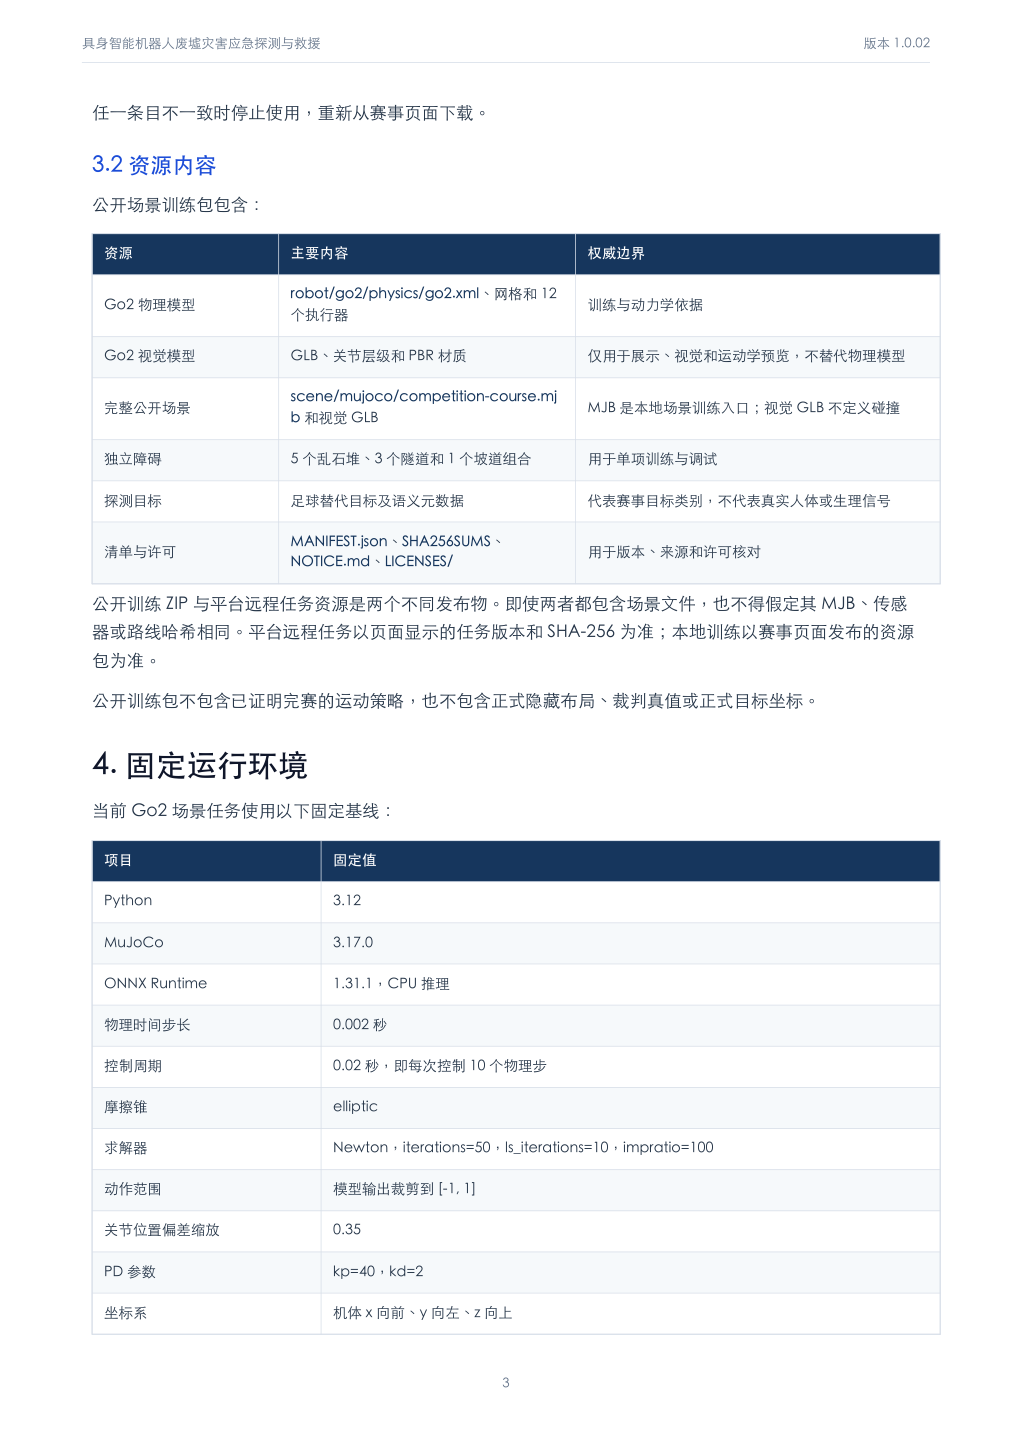 具身智能机器人废墟灾害应急探测与救援
版本 1.0.02
任一条目不一致时停止使用，重新从赛事页面下载。
3.2 资源内容
公开场景训练包包含：
资源
主要内容
权威边界
Go2 物理模型
robot/go2/physics/go2.xml、网格和 12
个执行器
训练与动力学依据
Go2 视觉模型
GLB、关节层级和 PBR 材质
仅用于展示、视觉和运动学预览，不替代物理模型
完整公开场景
scene/mujoco/competition-course.mj
b 和视觉 GLB
MJB 是本地场景训练入口；视觉 GLB 不定义碰撞
独立障碍
5 个乱石堆、3 个隧道和 1 个坡道组合
用于单项训练与调试
探测目标
足球替代目标及语义元数据
代表赛事目标类别，不代表真实人体或生理信号
清单与许可
MANIFEST.json、SHA256SUMS、
NOTICE.md、LICENSES/
用于版本、来源和许可核对
公开训练 ZIP 与平台远程任务资源是两个不同发布物。即使两者都包含场景文件，也不得假定其 MJB、传感
器或路线哈希相同。平台远程任务以页面显示的任务版本和 SHA-256 为准；本地训练以赛事页面发布的资源
包为准。
公开训练包不包含已证明完赛的运动策略，也不包含正式隐藏布局、裁判真值或正式目标坐标。
4. 固定运行环境
当前 Go2 场景任务使用以下固定基线：
项目
固定值
Python
3.12
MuJoCo
3.17.0
ONNX Runtime
1.31.1，CPU 推理
物理时间步长
0.002 秒
控制周期
0.02 秒，即每次控制 10 个物理步
摩擦锥
elliptic
求解器
Newton，iterations=50，ls_iterations=10，impratio=100
动作范围
模型输出裁剪到 [-1, 1]
关节位置偏差缩放
0.35
PD 参数
kp=40，kd=2
坐标系
机体 x 向前、y 向左、z 向上
3